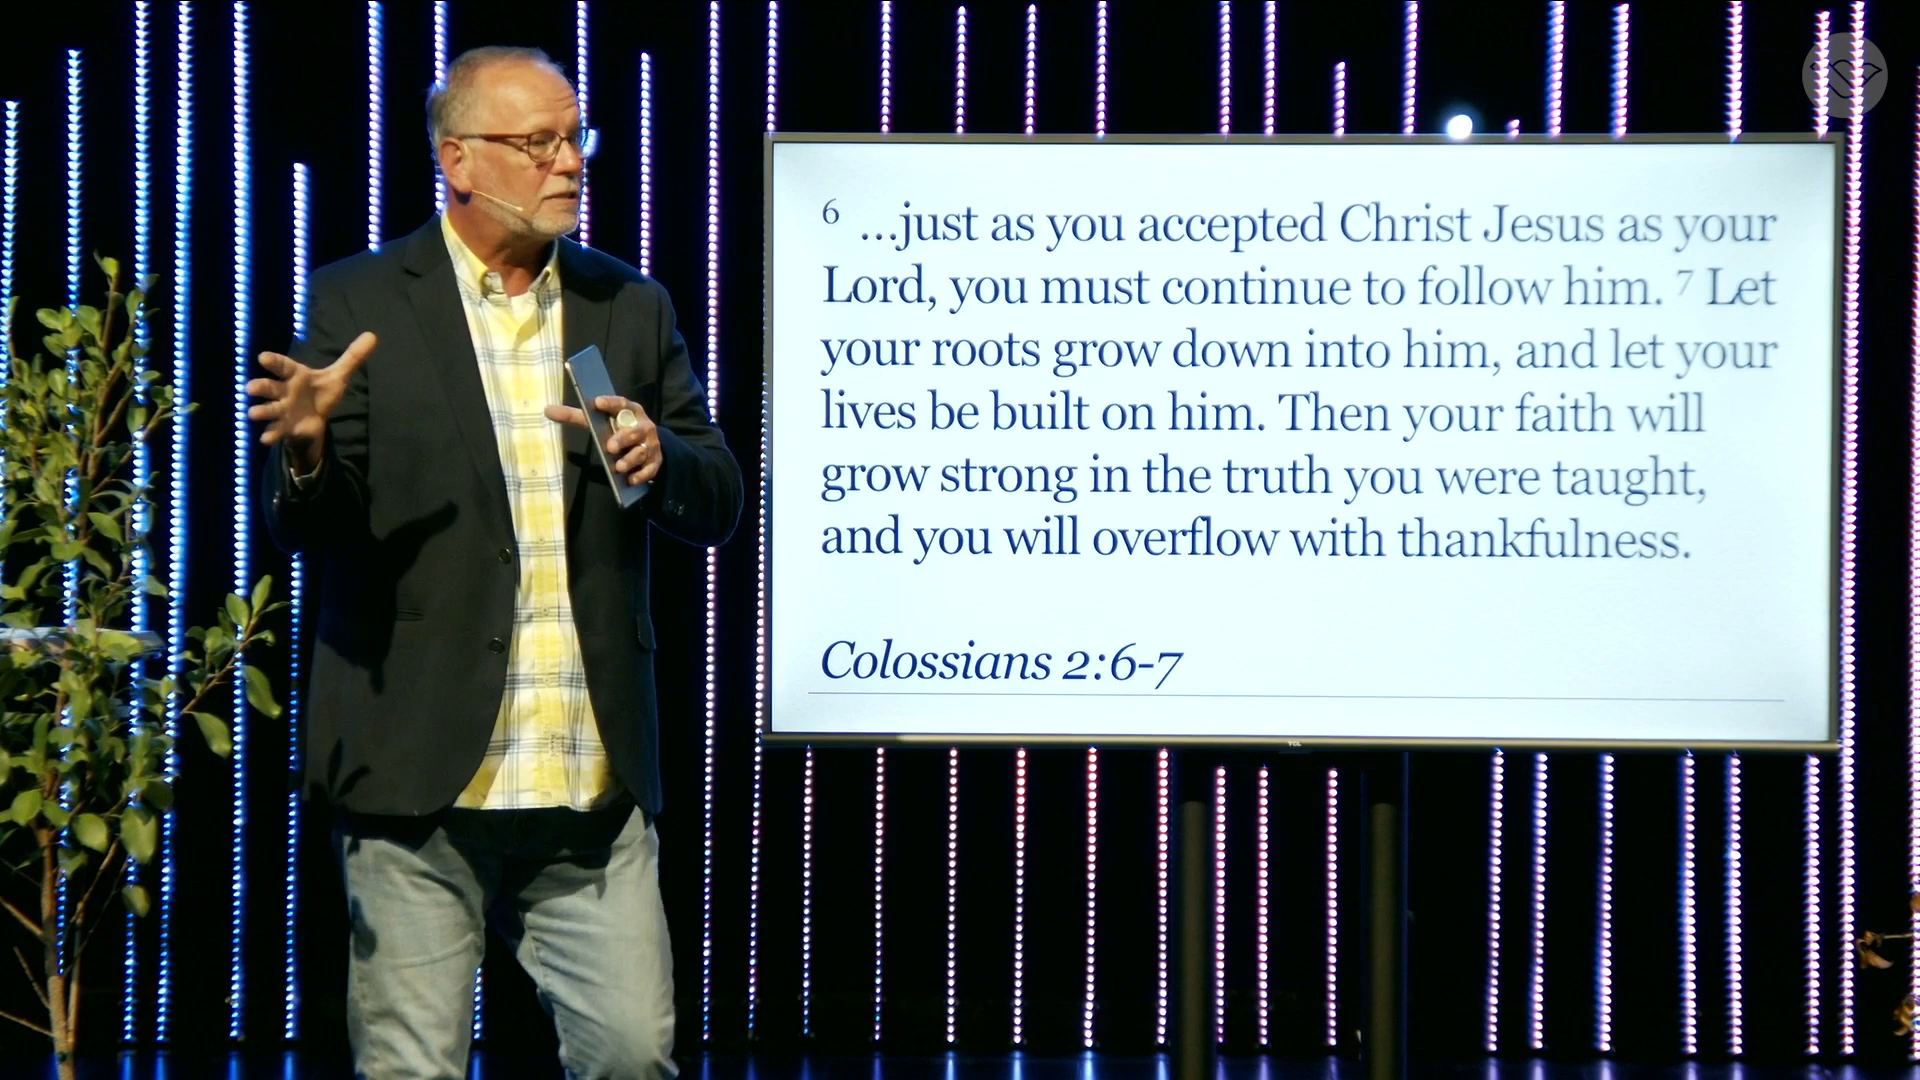 6 ...just as you accepted Christ Jesus as your
Lord, you must continue to follow him. 7 Let
your roots grow down into him, and let your
lives be built on him. Then your faith will
grow strong in the truth you were taught,
and you will overflow with thankfulness.
Colossians 2:6-7
TCL